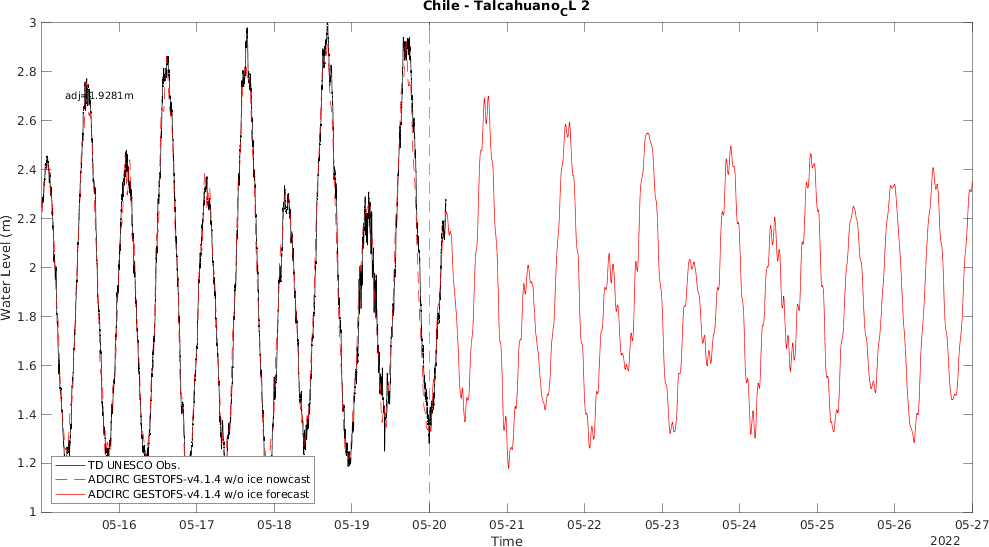 Chile - Talcahuano_CL 2
3
2.8
2.6
2.4
2.2
2
1.8
1.6
1.4
1.2
1
Water Level (m)
adj=1.9281m
TD UNESCO Obs.
ADCIRC GESTOFS-v4.1.4 w/o ice nowcast
ADCIRC GESTOFS-v4.1.4 w/o ice forecast
05-16 05-17 05-18 05-19 05-20 05-21 05-22 05-23 05-24 05-25 05-26 05-27
Time
2022